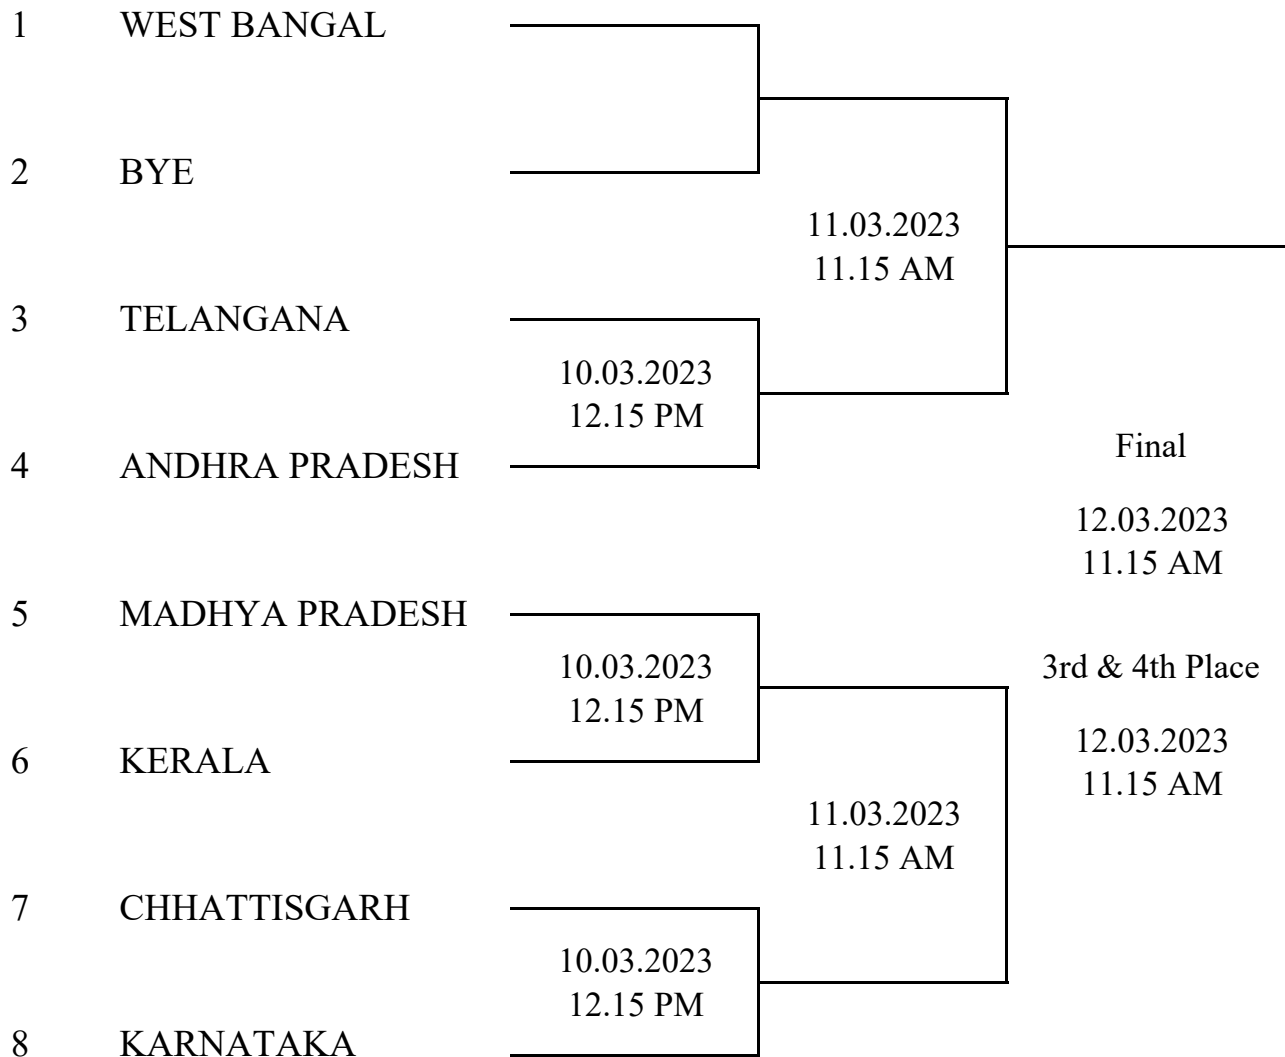 1 WEST BANGAL
2 BYE
11.03.2023
11.15 AM
3 TELANGANA
10.03.2023
12.15 PM
4 ANDHRA PRADESH
Final
12.03.2023
11.15 AM
5 MADHYA PRADESH
10.03.2023
12.15 PM
3rd & 4th Place
12.03.2023
11.15 AM
6 KERALA
11.03.2023
11.15 AM
7 CHHATTISGARH
10.03.2023
12.15 PM
8 KARNATAKA